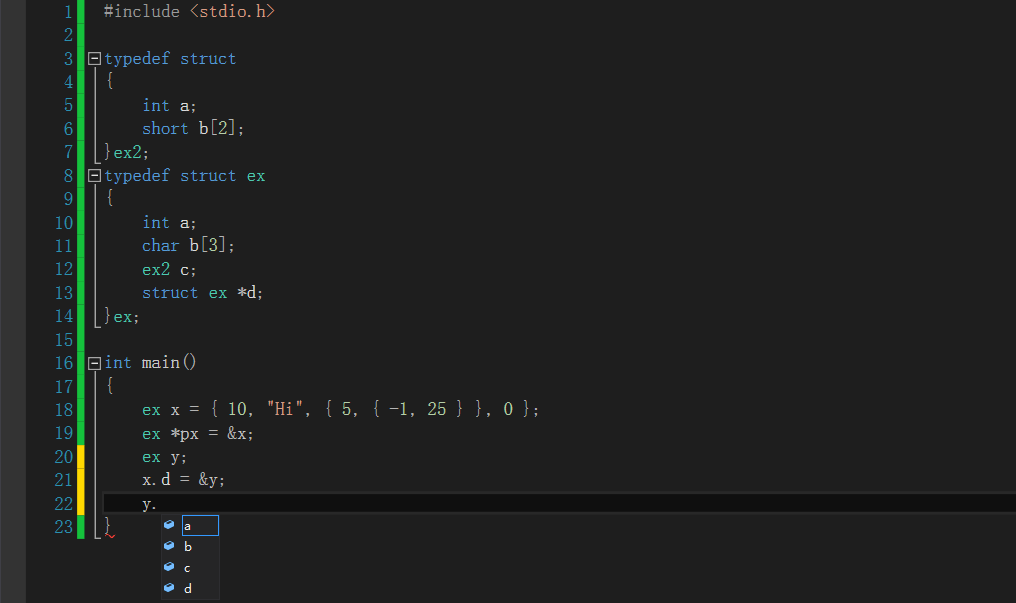 1 #include <stdio.h>
2
3 typedef struct
4 {
5 int a;
6 short b[2];
7 }ex2;
8 typedef struct ex
9 {
10 int a;
11 char b[3];
12 ex2 c;
13 struct ex *d;
14 }ex;
15
16 int main()
17 {
18 ex x = { 10, "Hi", { 5, { -1, 25 } }, 0 };
19 ex *px = &x;
20 ex y;
21 x.d = &y;
22 y.
23 }
a
b
c
d